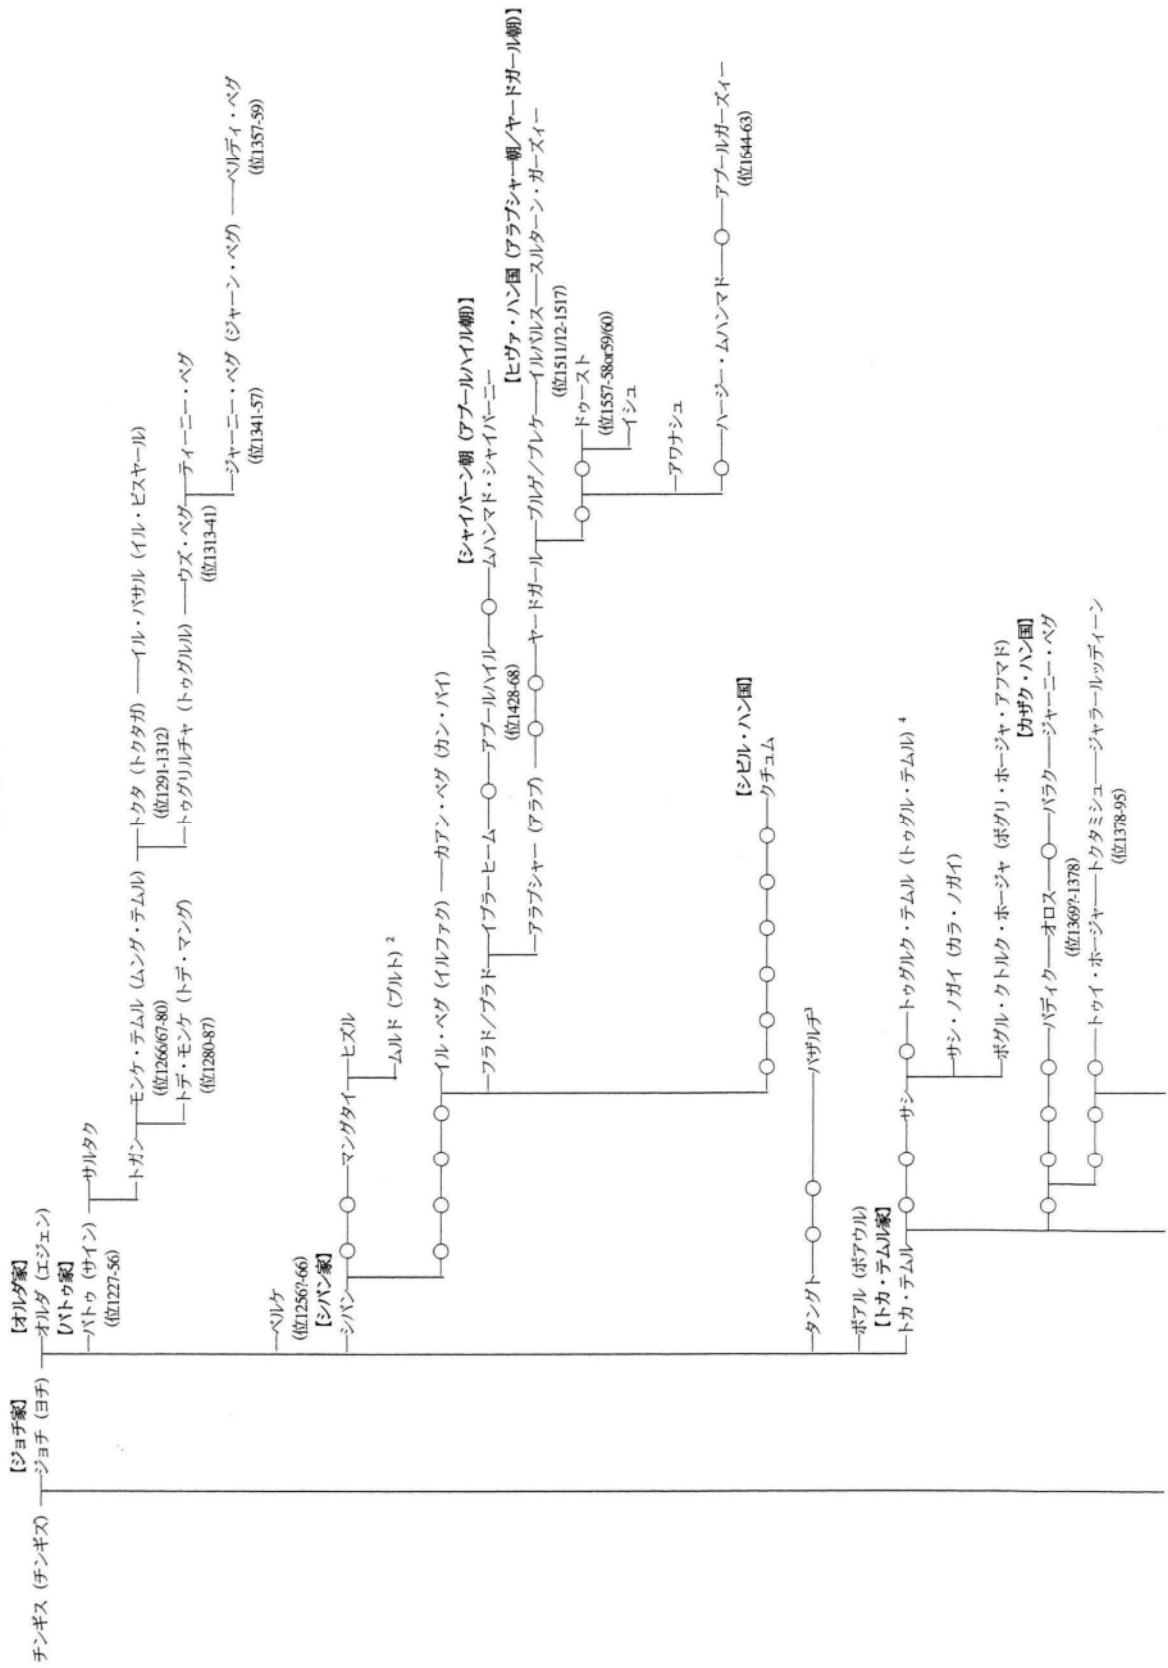 【ジョチ家】 【オルダ家】
チンギス（チンギス）―ジョチ（ヨチ）―オルダ（エジェン）
【バトゥ家】
バトゥ（サイン）―サルタク
(位1227-56)
トガン―モンケ・テムル（ムング・テムル）―トクタ（トクタガ）―イル・バサル（イル・ビスヤール）
(位1266/67-80) (位1291-1312)
トデ・モンケ（トデ・マング） トゥグリルチャ（トゥグルル）―ウズ・ベグ―ティーニー・ベグ
(位1280-87) (位1313-41)
ジャーニー・ベグ（ジャーン・ベグ）―ベルディ・ベグ
(位1341-57) (位1357-59)
ベルケ
(位1256?-66)
【シバン家】
シバン―○―○―マングタイ―ヒズル
ムルド（ブルト）2
○―○―○―○―イル・ベグ（イルファク）―カアン・ベグ（カン・バイ）
【シャイバーン朝（アブールハイル朝）】
フラド／ブラド―イブラーヒーム―○―アブールハイル―○―ムハンマド・シャイバーニー
(位1428-68)
【ヒヴァ・ハン国（アラブシャー朝／ヤードガール朝）】
アラブシャー（アラブ）―○―○―ヤードガール―ブルゲ／ブレケ―イルバルス―スルターン・ガーズィー
(位1511/12-1517)
○―○―ドゥースト
(位1557-58or59/60)
イシュ
アワナシュ
○―ハージー・ムハンマド―○―アブールガーズィー
(位1644-63)
【シビル・ハン国】
○―○―○―○―○―○―クチュム
タングト―○―○―バザルチ3
ボアル（ボアウル）
【トカ・テムル家】
トカ・テムル―○―○―サシ―○―トゥグルク・テムル（トゥグル・テムル）4
サシ・ノガイ（カラ・ノガイ）
ボグル・クトルク・ホージャ（ボグリ・ホージャ・アフマド）
【カザク・ハン国】
○―○―○―○―バディク―オロス―○―バラク―ジャーニー・ベグ
(位1369?-1378)
○―○―○―トゥイ・ホージャ―トクタミシュ―ジャラールッディーン
(位1378-95)